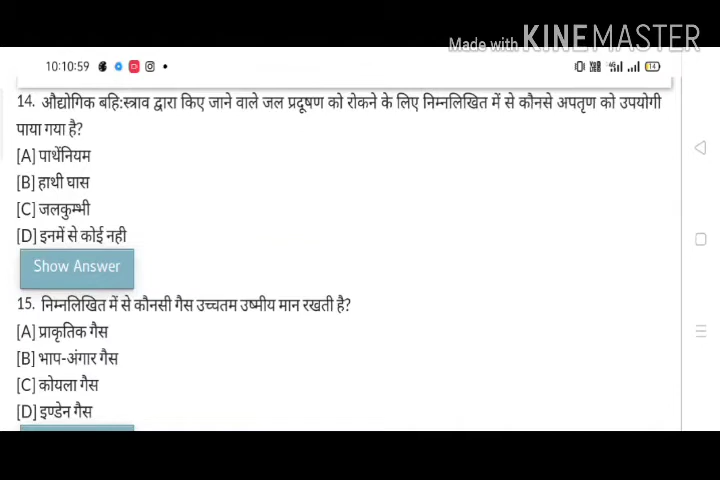 Made with KINEMASTER
10:10:59
14. औद्योगिक बहि:स्त्राव द्वारा किए जाने वाले जल प्रदूषण को रोकने के लिए निम्नलिखित में से कौनसे अपतृण को उपयोगी
पाया गया है?
[A] पार्थेनियम
[B] हाथी घास
[C] जलकुम्भी
[D] इनमें से कोई नही
Show Answer
15. निम्नलिखित में से कौनसी गैस उच्चतम उष्मीय मान रखती है?
[A] प्राकृतिक गैस
[B] भाप-अंगार गैस
[C] कोयला गैस
[D] इण्डेन गैस